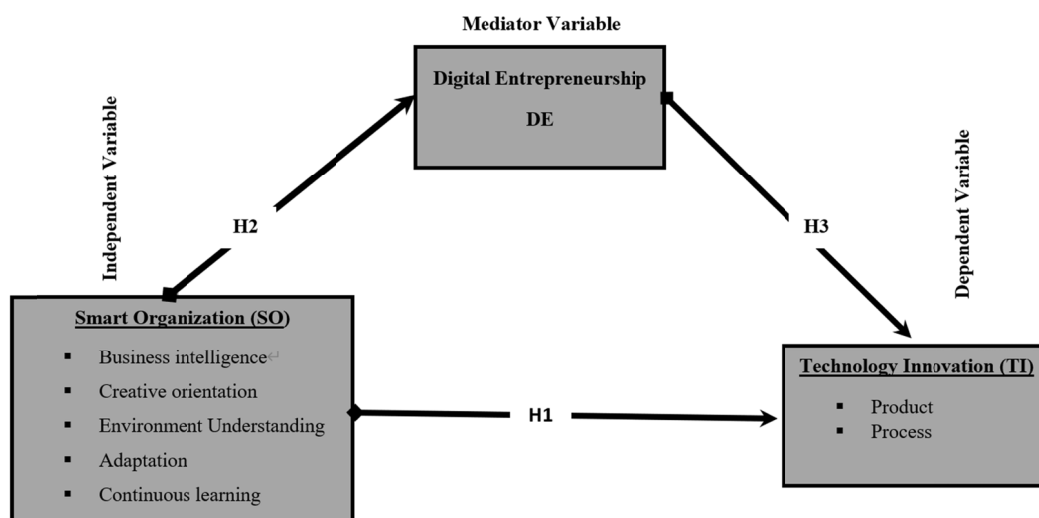 Mediator Variable
Digital Entrepreneurship
DE
Independent Variable
Dependent Variable
H2
H3
Smart Organization (SO)
▪ Business intelligence↵
▪ Creative orientation
▪ Environment Understanding
▪ Adaptation
▪ Continuous learning
H1
Technology Innovation (TI)
▪ Product
▪ Process